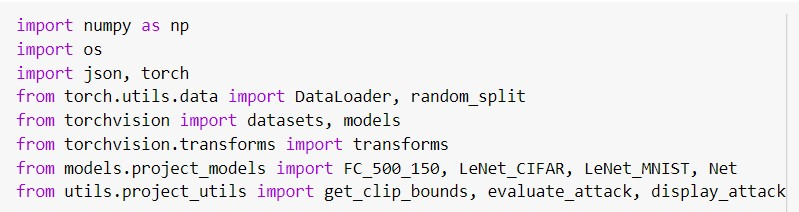 import numpy as np
import os
import json, torch
from torch.utils.data import DataLoader, random_split
from torchvision import datasets, models
from torchvision.transforms import transforms
from models.project_models import FC_500_150, LeNet_CIFAR, LeNet_MNIST, Net
from utils.project_utils import get_clip_bounds, evaluate_attack, display_attack